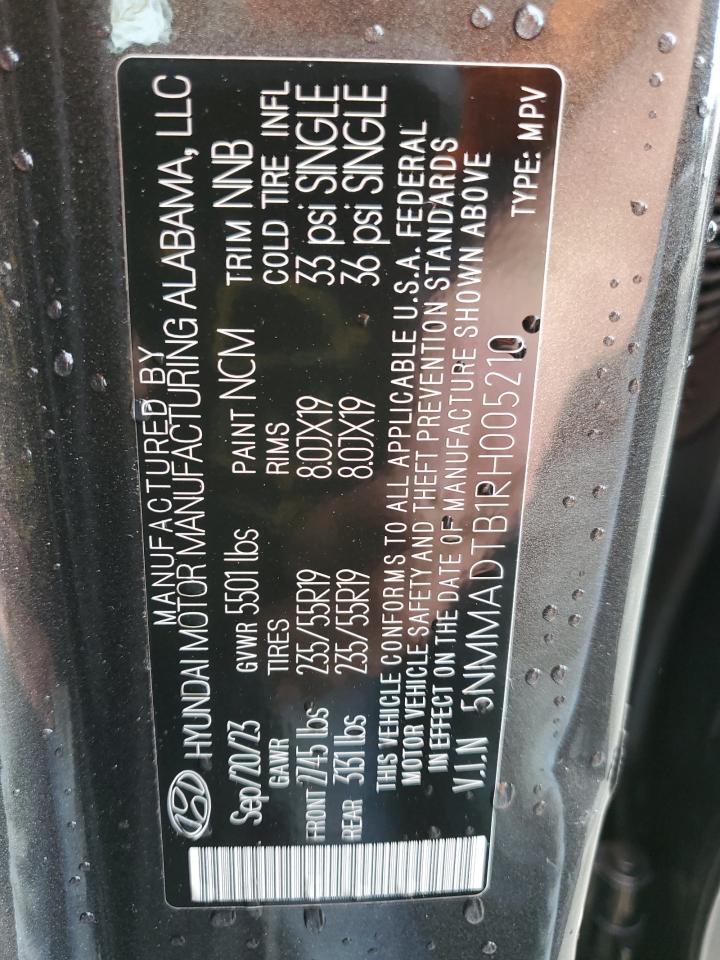 MANUFACTURED BY
HYUNDAI MOTOR MANUFACTURING ALABAMA, LLC
Sep/20/23 GVWR 5501 lbs PAINT NCM TRIM NNB
GAWR TIRES RIMS COLD TIRE INFL
FRONT 2745 lbs 235/55R19 8.0JX19 33 psi SINGLE
REAR 3131 lbs 235/55R19 8.0JX19 36 psi SINGLE
THIS VEHICLE CONFORMS TO ALL APPLICABLE U.S.A. FEDERAL
MOTOR VEHICLE SAFETY AND THEFT PREVENTION STANDARDS
IN EFFECT ON THE DATE OF MANUFACTURE SHOWN ABOVE
V.I.N 5NMMADTB1RH005210 TYPE: MPV